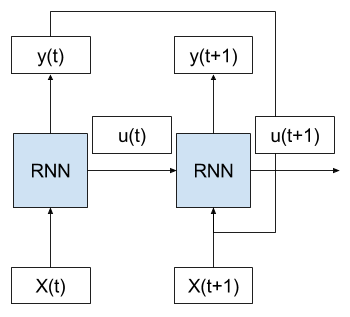 y(t)
y(t+1)
u(t)
u(t+1)
RNN
RNN
X(t)
X(t+1)